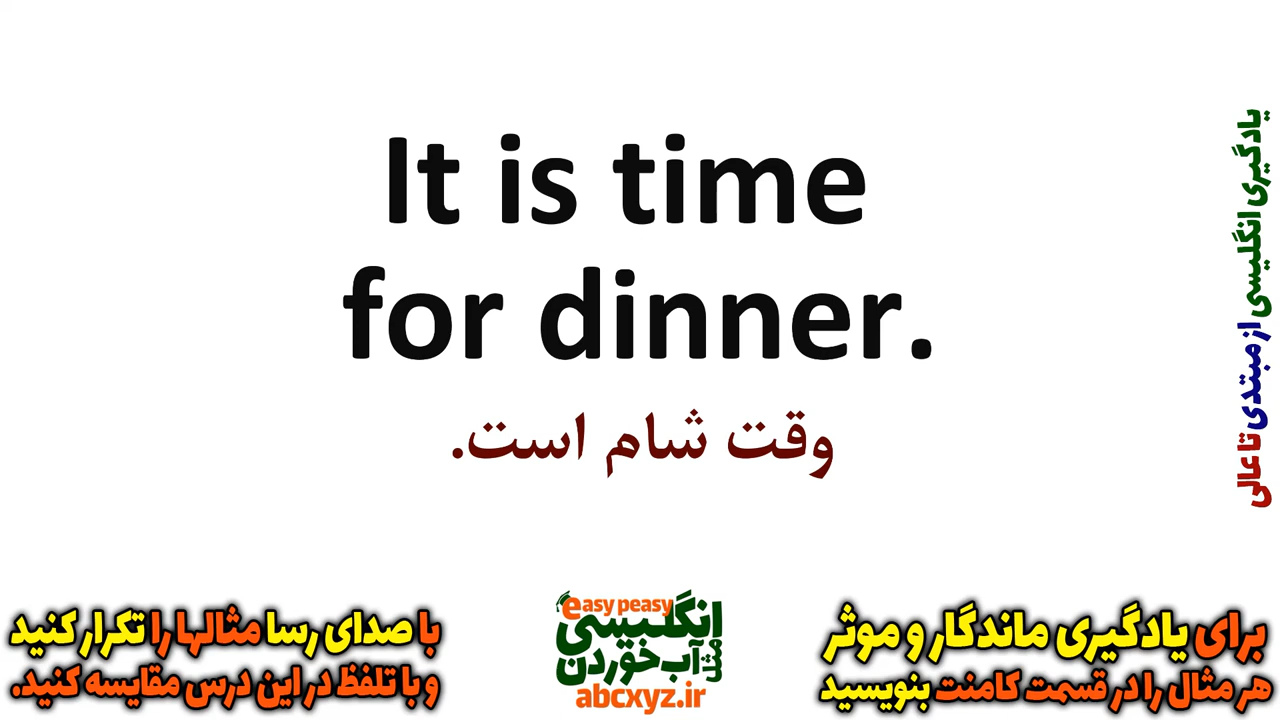 It is time
for dinner.
وقت شام است.
یادگیری انگلیسی از مبتدی تا عالی
با صدای رسا مثالها را تکرار کنید
و با تلفظ در این درس مقایسه کنید.
easy peasy
انگلیسی
مثل آب خوردن
abcxyz.ir
برای یادگیری ماندگار و موثر
هر مثال را در قسمت کامنت بنویسید